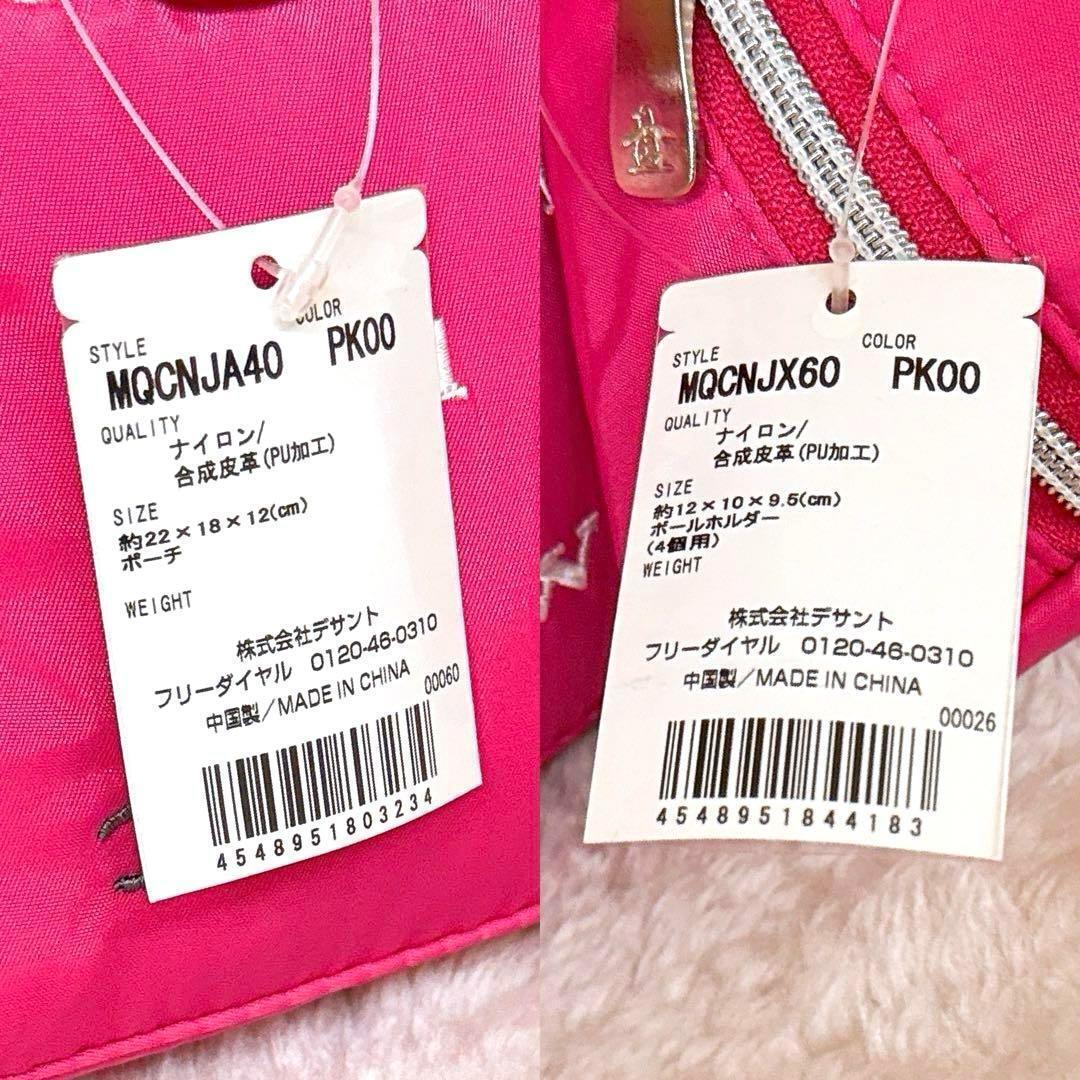 STYLE
COLOR
MQCNJA40 PK00
QUALITY
ナイロン/
合成皮革(PU加工)
SIZE
約22×18×12(cm)
ポーチ
WEIGHT
株式会社デサント
フリーダイヤル 0120-46-0310
中国製/MADE IN CHINA
00060
4548951803234
STYLE
COLOR
MQCNJX60 PK00
QUALITY
ナイロン/
合成皮革(PU加工)
SIZE
約12×10×9.5(cm)
ボールホルダー
(4個用)
WEIGHT
株式会社デサント
フリーダイヤル 0120-46-0310
中国製/MADE IN CHINA
00026
4548951844183